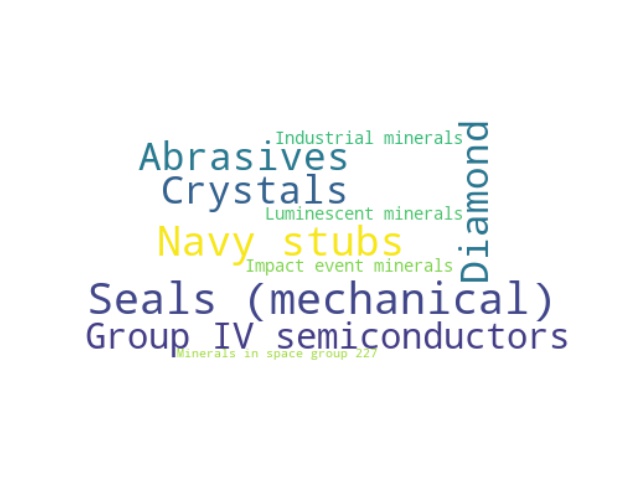 Industrial minerals
Abrasives
Diamond
Crystals
Luminescent minerals
Navy stubs
Impact event minerals
Seals (mechanical)
Group IV semiconductors
Minerals in space group 227